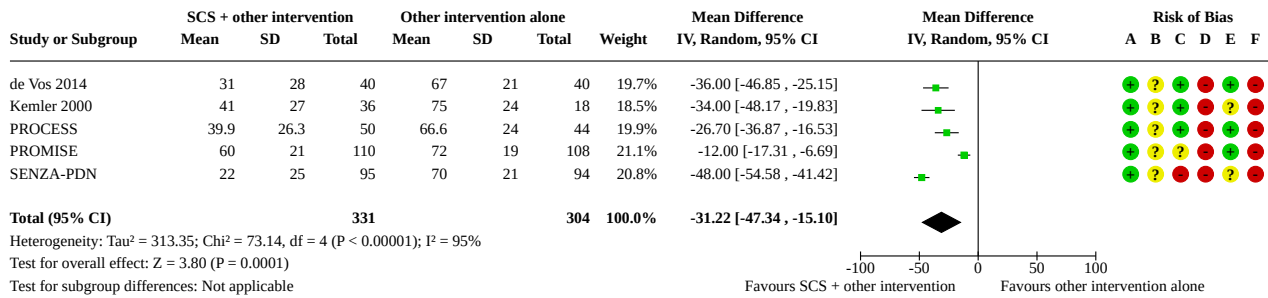 SCS + other intervention Other intervention alone Mean Difference Mean Difference Risk of Bias
Study or Subgroup Mean SD Total Mean SD Total Weight IV, Random, 95% CI IV, Random, 95% CI A B C D E F
de Vos 2014 31 28 40 67 21 40 19.7% -36.00 [-46.85 , -25.15] + ? + - + -
Kemler 2000 41 27 36 75 24 18 18.5% -34.00 [-48.17 , -19.83] + ? + - ? -
PROCESS 39.9 26.3 50 66.6 24 44 19.9% -26.70 [-36.87 , -16.53] + ? + - + -
PROMISE 60 21 110 72 19 108 21.1% -12.00 [-17.31 , -6.69] + ? ? - + -
SENZA-PDN 22 25 95 70 21 94 20.8% -48.00 [-54.58 , -41.42] + ? - - ? -
Total (95% CI) 331 304 100.0% -31.22 [-47.34 , -15.10]
Heterogeneity: Tau² = 313.35; Chi² = 73.14, df = 4 (P < 0.00001); I² = 95%
Test for overall effect: Z = 3.80 (P = 0.0001)
-100 -50 0 50 100
Test for subgroup differences: Not applicable
Favours SCS + other intervention Favours other intervention alone